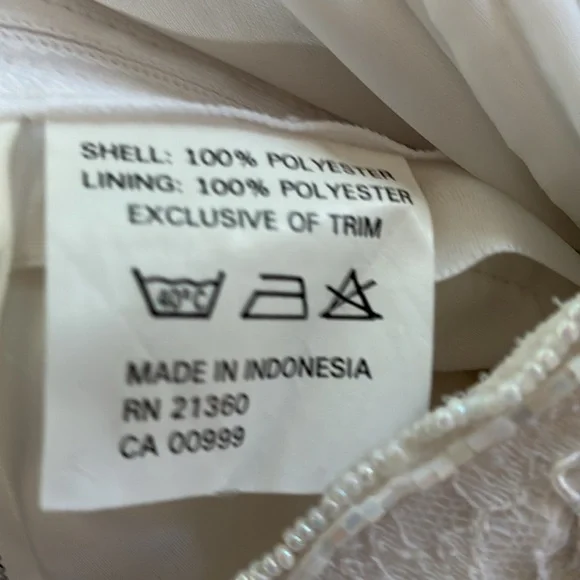 SHELL: 100% POLYESTER
LINING: 100% POLYESTER
EXCLUSIVE OF TRIM
40°C
MADE IN INDONESIA
RN 21360
CA 00999